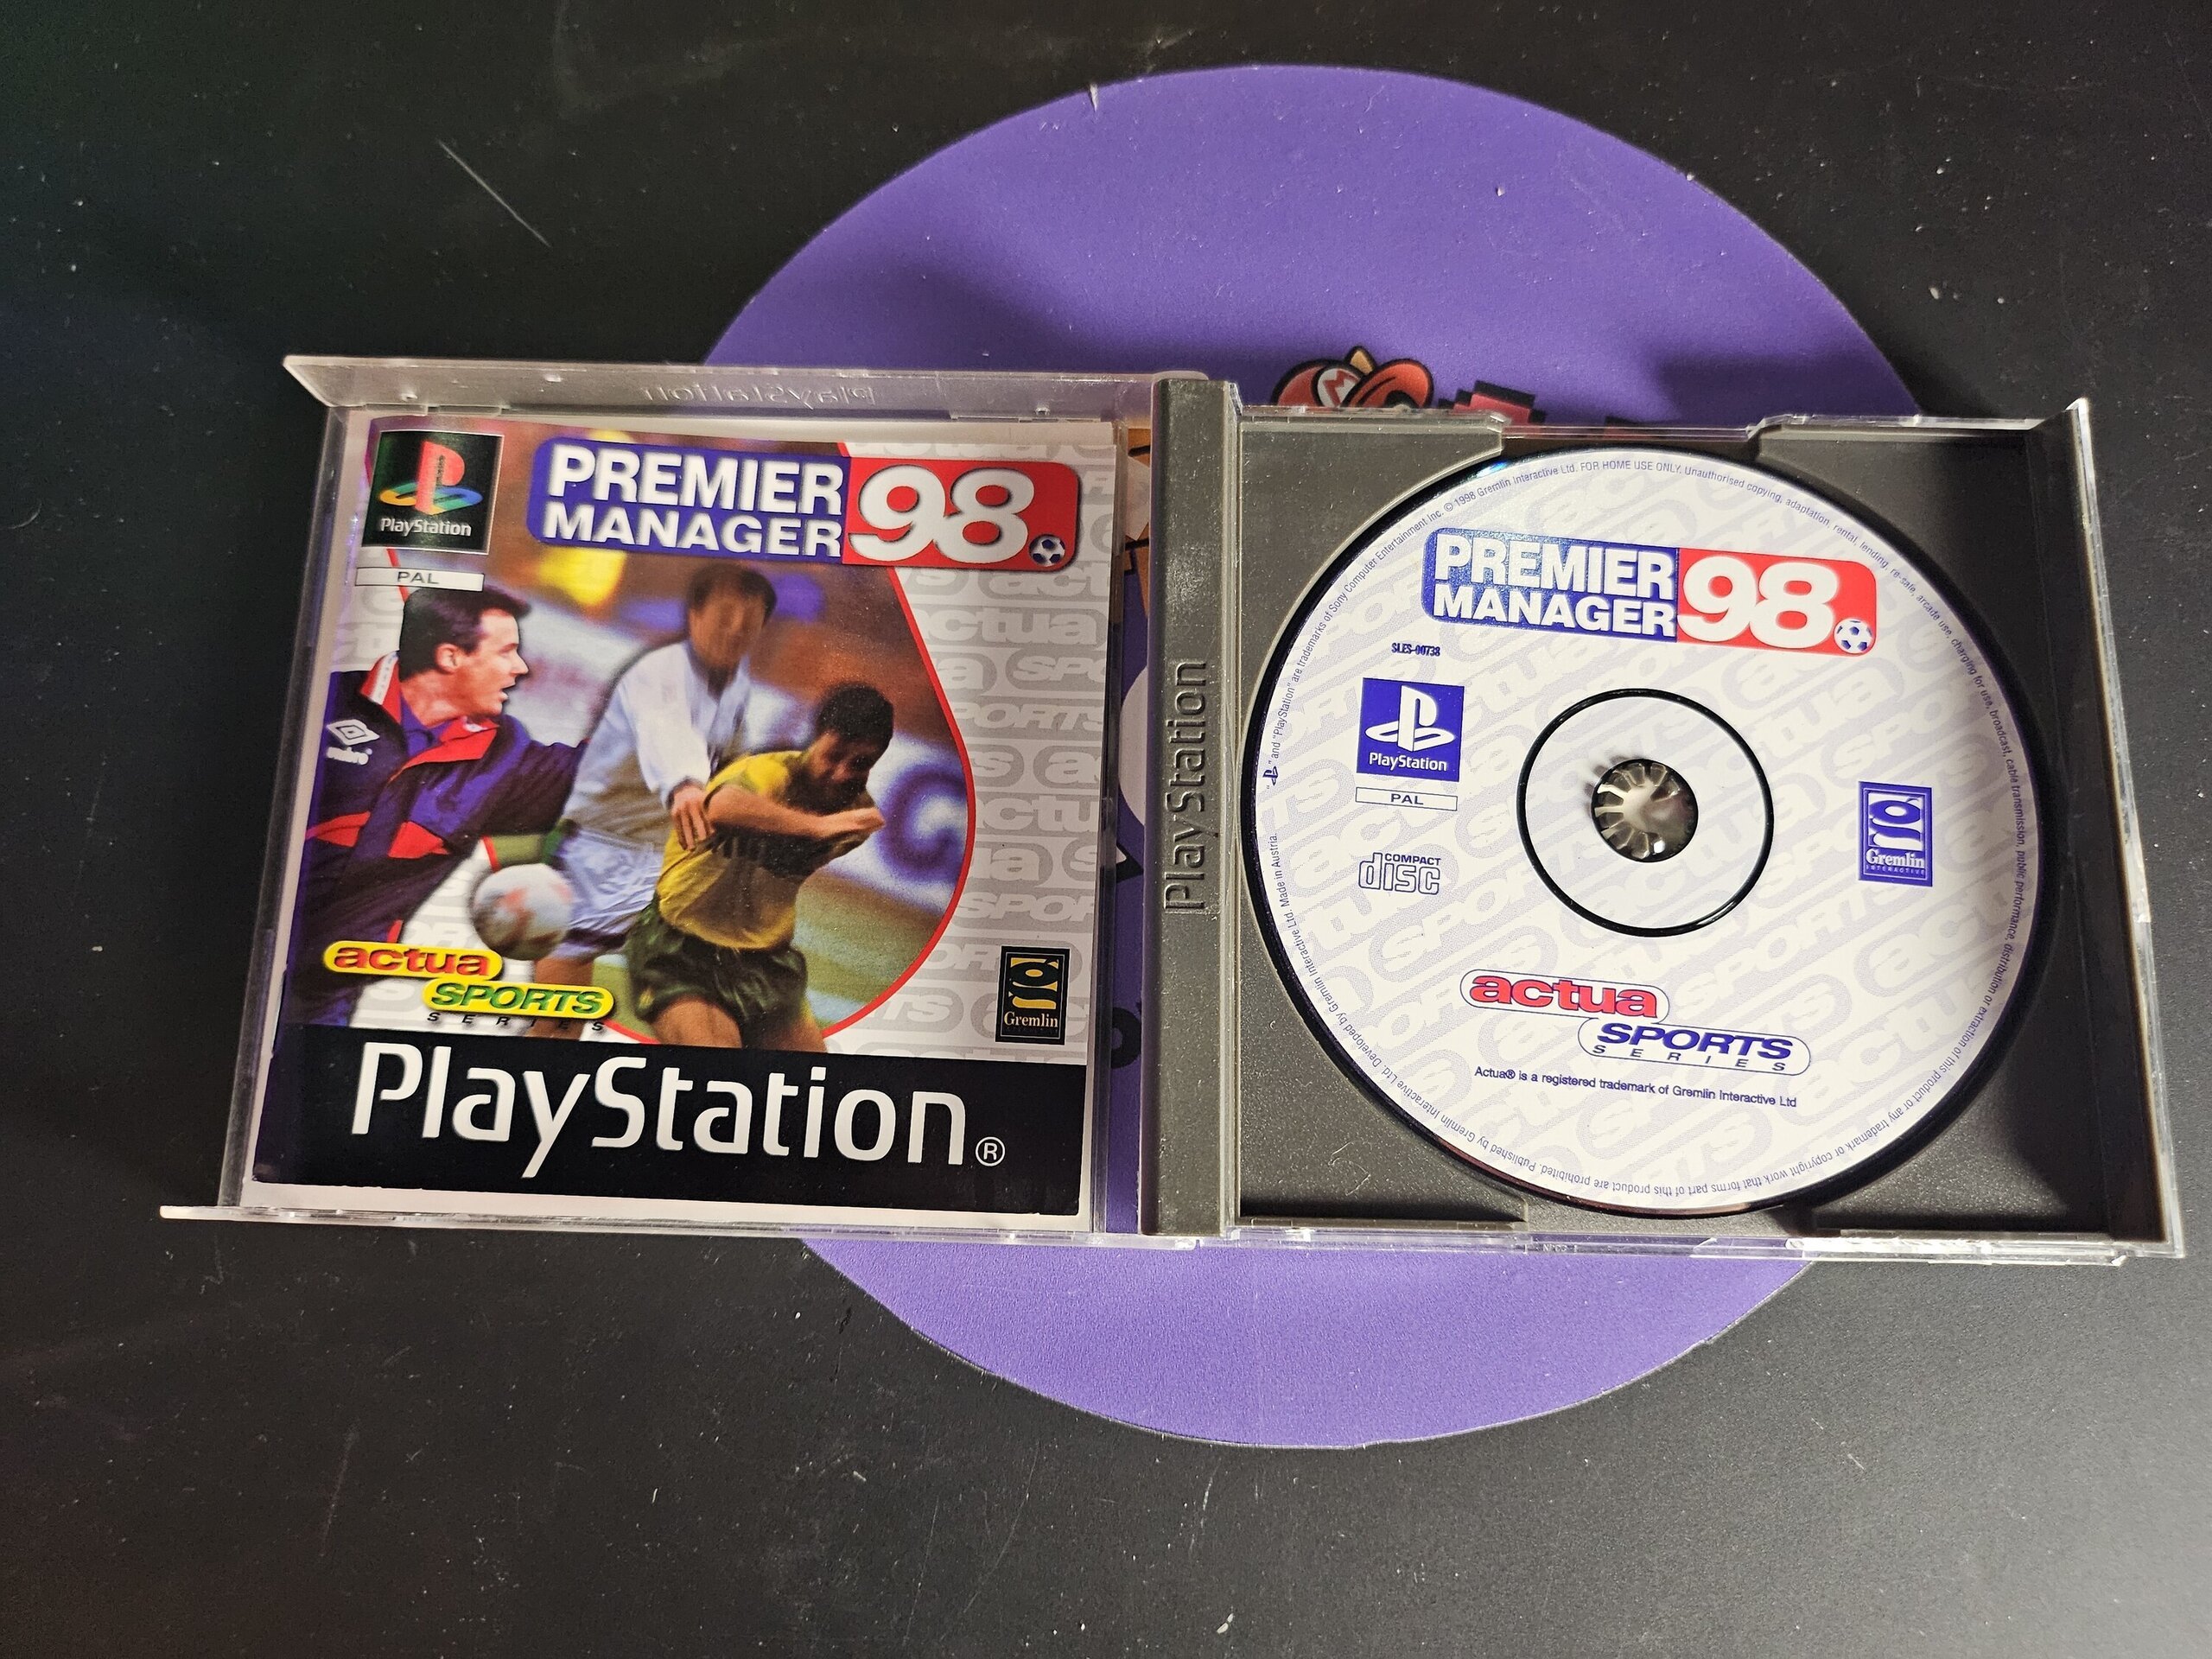 PlayStation
PlayStation
PAL
PREMIER
MANAGER
98
umbro
actua
SPORTS
SERIES
Gremlin
PlayStation®
PlayStation
PREMIER
MANAGER
98
SLES-00738
PlayStation
PAL
COMPACT
disc
Gremlin
INTERACTIVE
actua
SPORTS
SERIES
Actua® is a registered trademark of Gremlin Interactive Ltd
" " and "PlayStation" are trademarks of Sony Computer Entertainment Inc. © 1998 Gremlin Interactive Ltd. FOR HOME USE ONLY. Unauthorised copying, adaptation, rental, lending, re-sale, arcade use, charging for use, broadcast, cable transmission, public performance, distribution or extraction of this product or any trademark or copyright work that forms part of this product are prohibited. Published by Gremlin Interactive Ltd. Developed by Gremlin Interactive Ltd. Made in Austria.